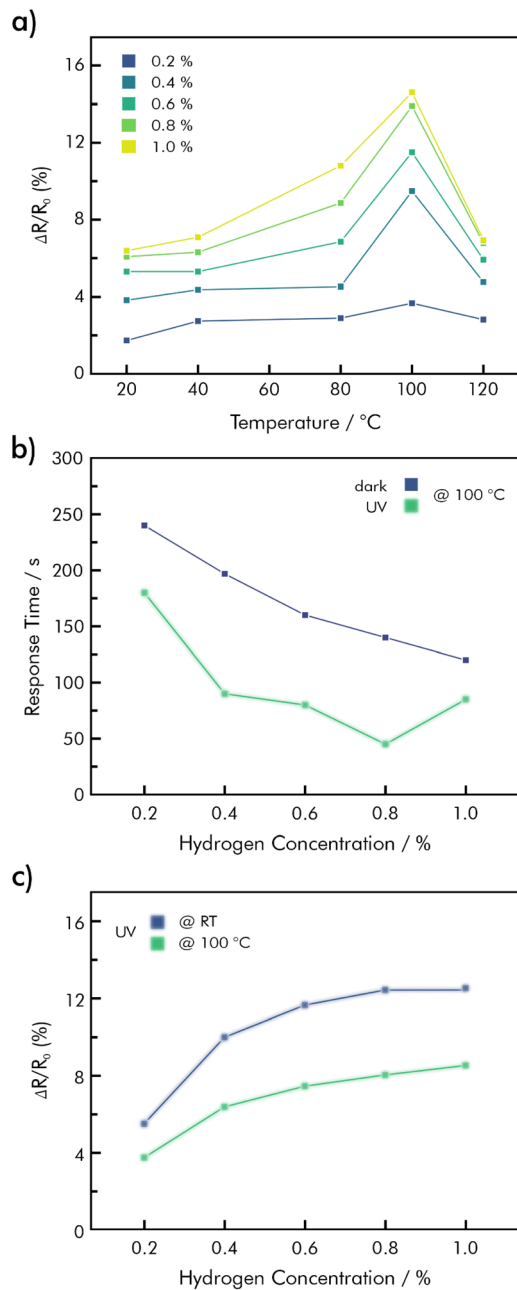 a)
16
12
8
4
0
0.2 %
0.4 %
0.6 %
0.8 %
1.0 %
ΔR/R₀ (%)
20 40 60 80 100 120
Temperature / °C
b)
300
250
200
150
100
50
0
dark
UV
@ 100 °C
Response Time / s
0.2 0.4 0.6 0.8 1.0
Hydrogen Concentration / %
c)
16
12
8
4
0
UV
@ RT
@ 100 °C
ΔR/R₀ (%)
0.2 0.4 0.6 0.8 1.0
Hydrogen Concentration / %